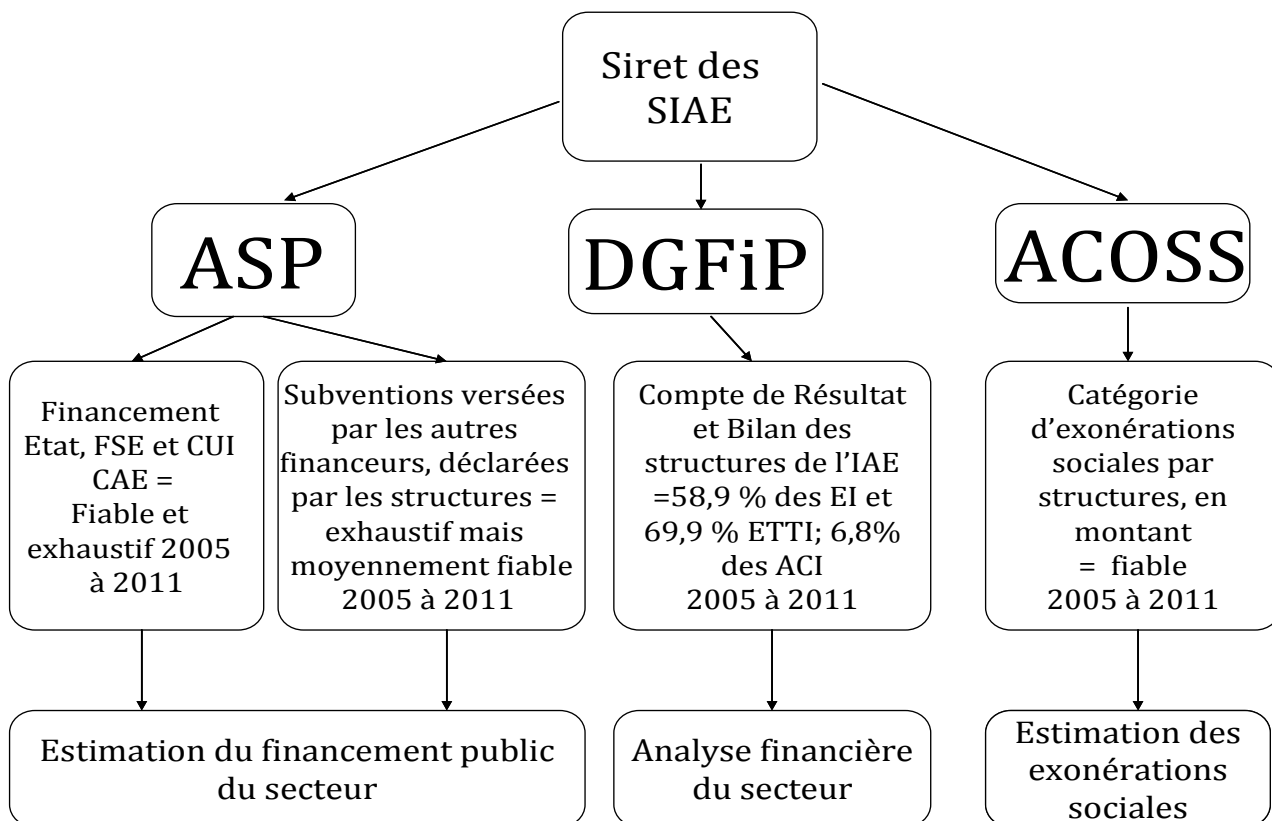 Siret des
SIAE
ASP
DGFiP
ACOSS
Financement
Etat, FSE et CUI
CAE =
Fiable et
exhaustif 2005
à 2011
Subventions versées
par les autres
financeurs, déclarées
par les structures =
exhaustif mais
moyennement fiable
2005 à 2011
Compte de Résultat
et Bilan des
structures de l’IAE
=58,9 % des EI et
69,9 % ETTI; 6,8%
des ACI
2005 à 2011
Catégorie
d’exonérations
sociales par
structures, en
montant
= fiable
2005 à 2011
Estimation du financement public
du secteur
Analyse financière
du secteur
Estimation des
exonérations
sociales